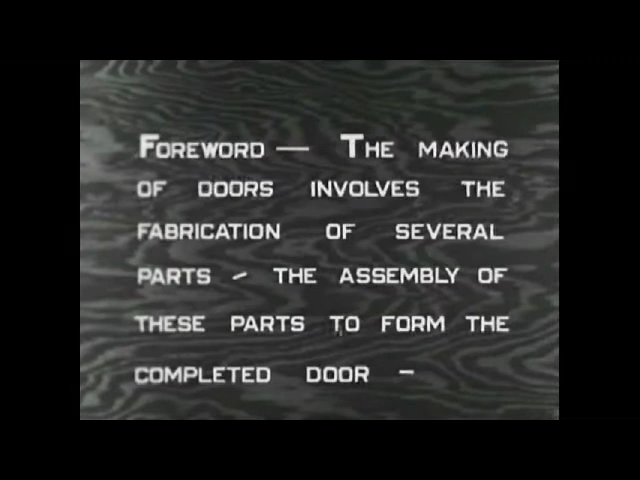 FOREWORD — THE MAKING
OF DOORS INVOLVES THE
FABRICATION OF SEVERAL
PARTS - THE ASSEMBLY OF
THESE PARTS TO FORM THE
COMPLETED DOOR -